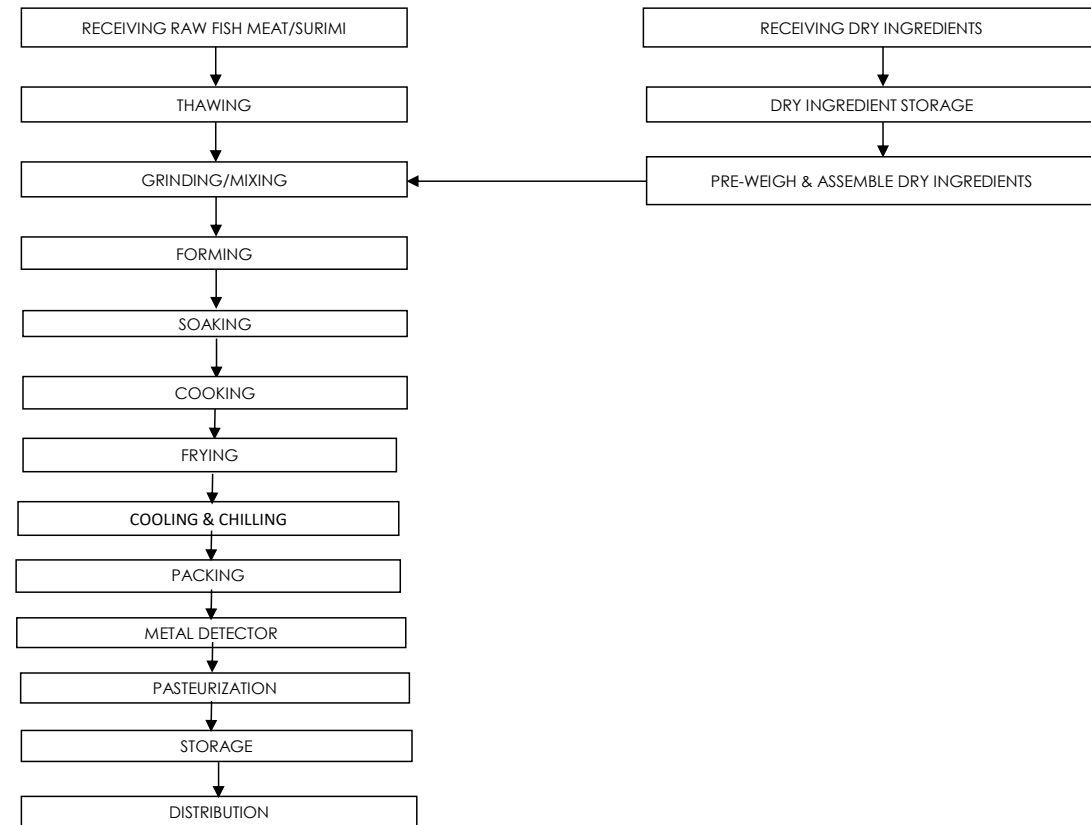 RECEIVING RAW FISH MEAT/SURIMI
THAWING
GRINDING/MIXING
FORMING
SOAKING
COOKING
FRYING
COOLING & CHILLING
PACKING
METAL DETECTOR
PASTEURIZATION
STORAGE
DISTRIBUTION
RECEIVING DRY INGREDIENTS
DRY INGREDIENT STORAGE
PRE-WEIGH & ASSEMBLE DRY INGREDIENTS